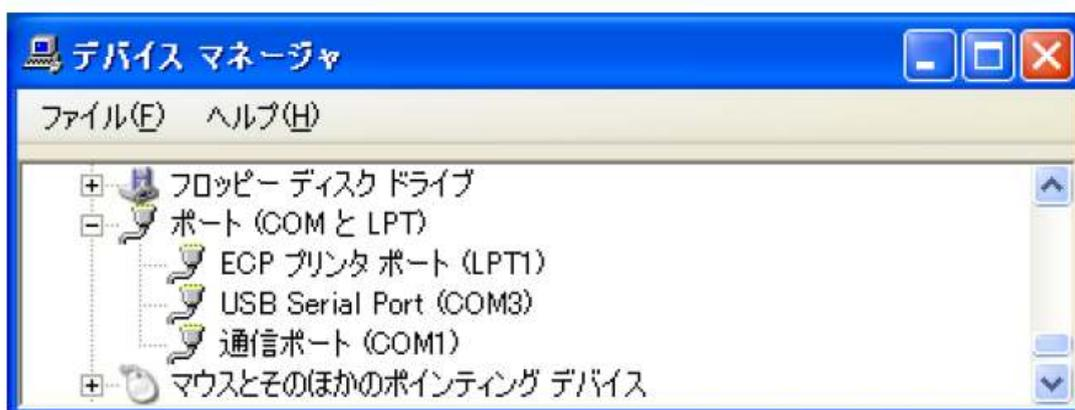 デバイス マネージャ
ファイル(F) ヘルプ(H)
フロッピー ディスク ドライブ
ポート (COM と LPT)
ECP プリンタ ポート (LPT1)
USB Serial Port (COM3)
通信ポート (COM1)
マウスとそのほかのポインティング デバイス